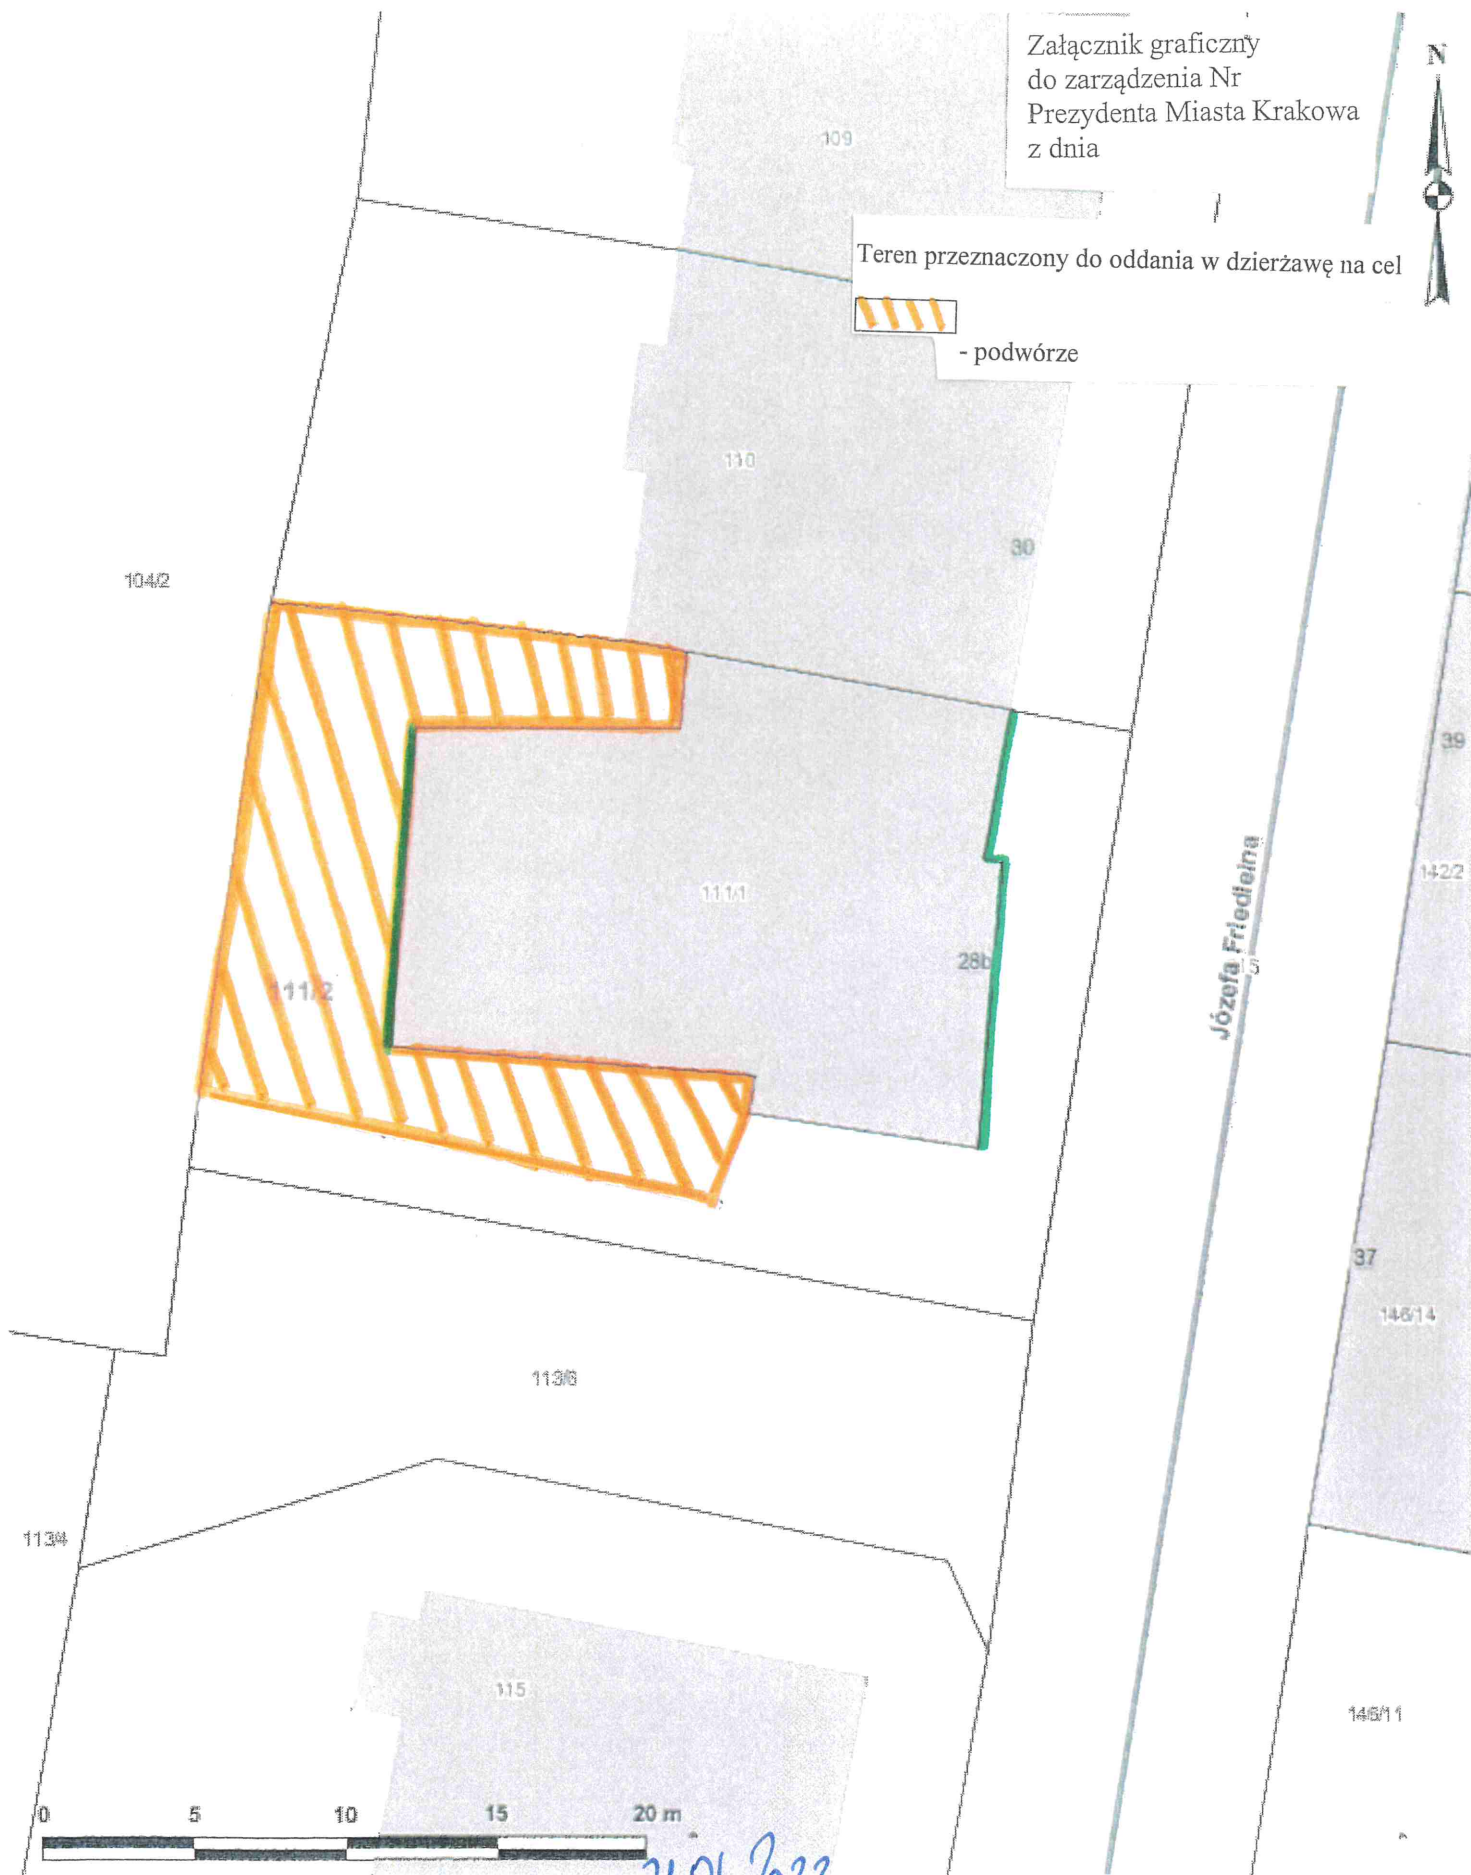 Załącznik graficzny
do zarządzenia Nr
Prezydenta Miasta Krakowa
z dnia
N
109
Teren przeznaczony do oddania w dzierżawę na cel
- podwórze
110
30
104/2
39
111/1
142/2
28b
Józefa Friedleina
111/2
37
146/14
113/6
113/4
115
146/11
0 5 10 15 20 m